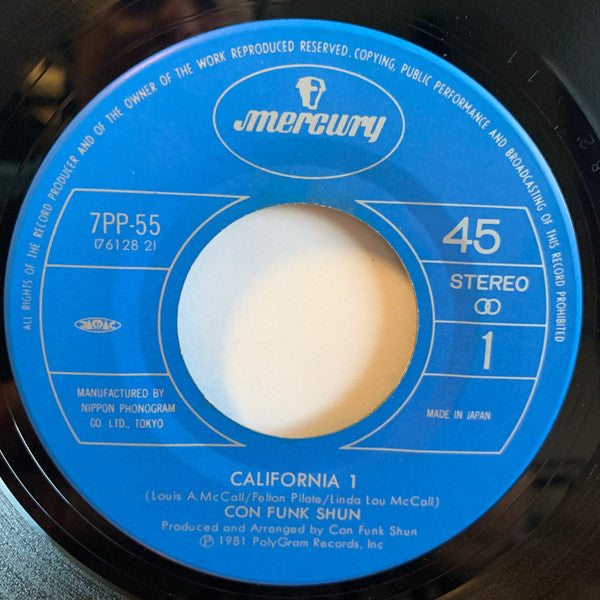 ALL RIGHTS OF THE RECORD PRODUCER AND OF THE OWNER OF THE WORK REPRODUCED RESERVED. COPYING, PUBLIC PERFORMANCE AND BROADCASTING OF THIS RECORD PROHIBITED
mercury
7PP-55
(76128 2)
45
STEREO
1
JASRAC
MANUFACTURED BY
NIPPON PHONOGRAM
CO. LTD., TOKYO
MADE IN JAPAN
CALIFORNIA 1
(Louis A.McCall/Felton Pilate/Linda Lou McCall)
CON FUNK SHUN
Produced and Arranged by Con Funk Shun
Ⓟ 1981 PolyGram Records, Inc